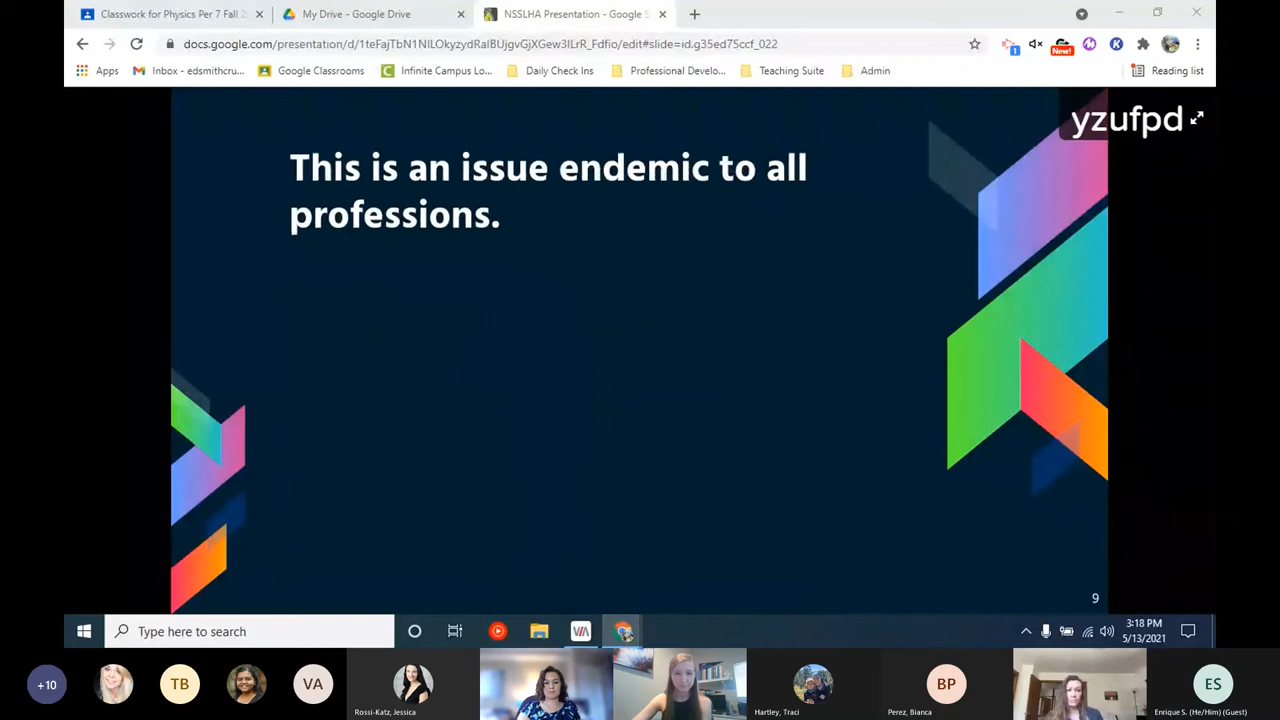 Classwork for Physics Per 7 Fall 2
My Drive - Google Drive
NSSLHA Presentation - Google S
docs.google.com/presentation/d/
/edit#slide=id.g35ed75ccf_022
1
New!
Apps
Inbox - edsmithcru...
Google Classrooms
Infinite Campus Lo...
Daily Check Ins
Professional Develo...
Teaching Suite
Admin
Reading list
yzufpd
This is an issue endemic to all
professions.
9
Type here to search
VIA
3:18 PM
5/13/2021
+10
TB
VA
BP
ES
Rossi-Katz, Jessica
Hartley, Traci
Perez, Bianca
Enrique S. (He/Him) (Guest)